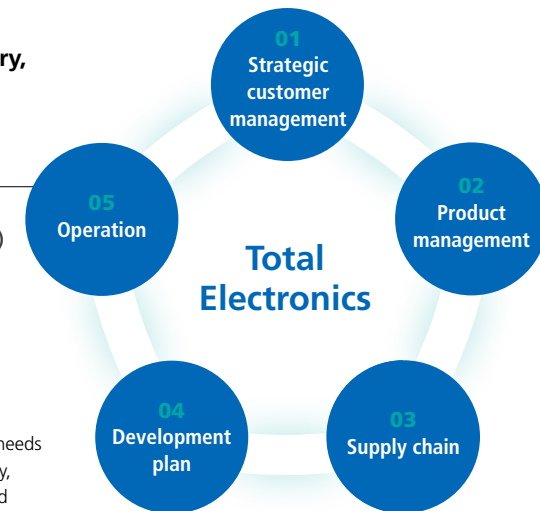 ry,
01
Strategic
customer
management
02
Product
management
03
Supply chain
04
Development
plan
05
Operation
Total
Electronics
)
needs
y,
d